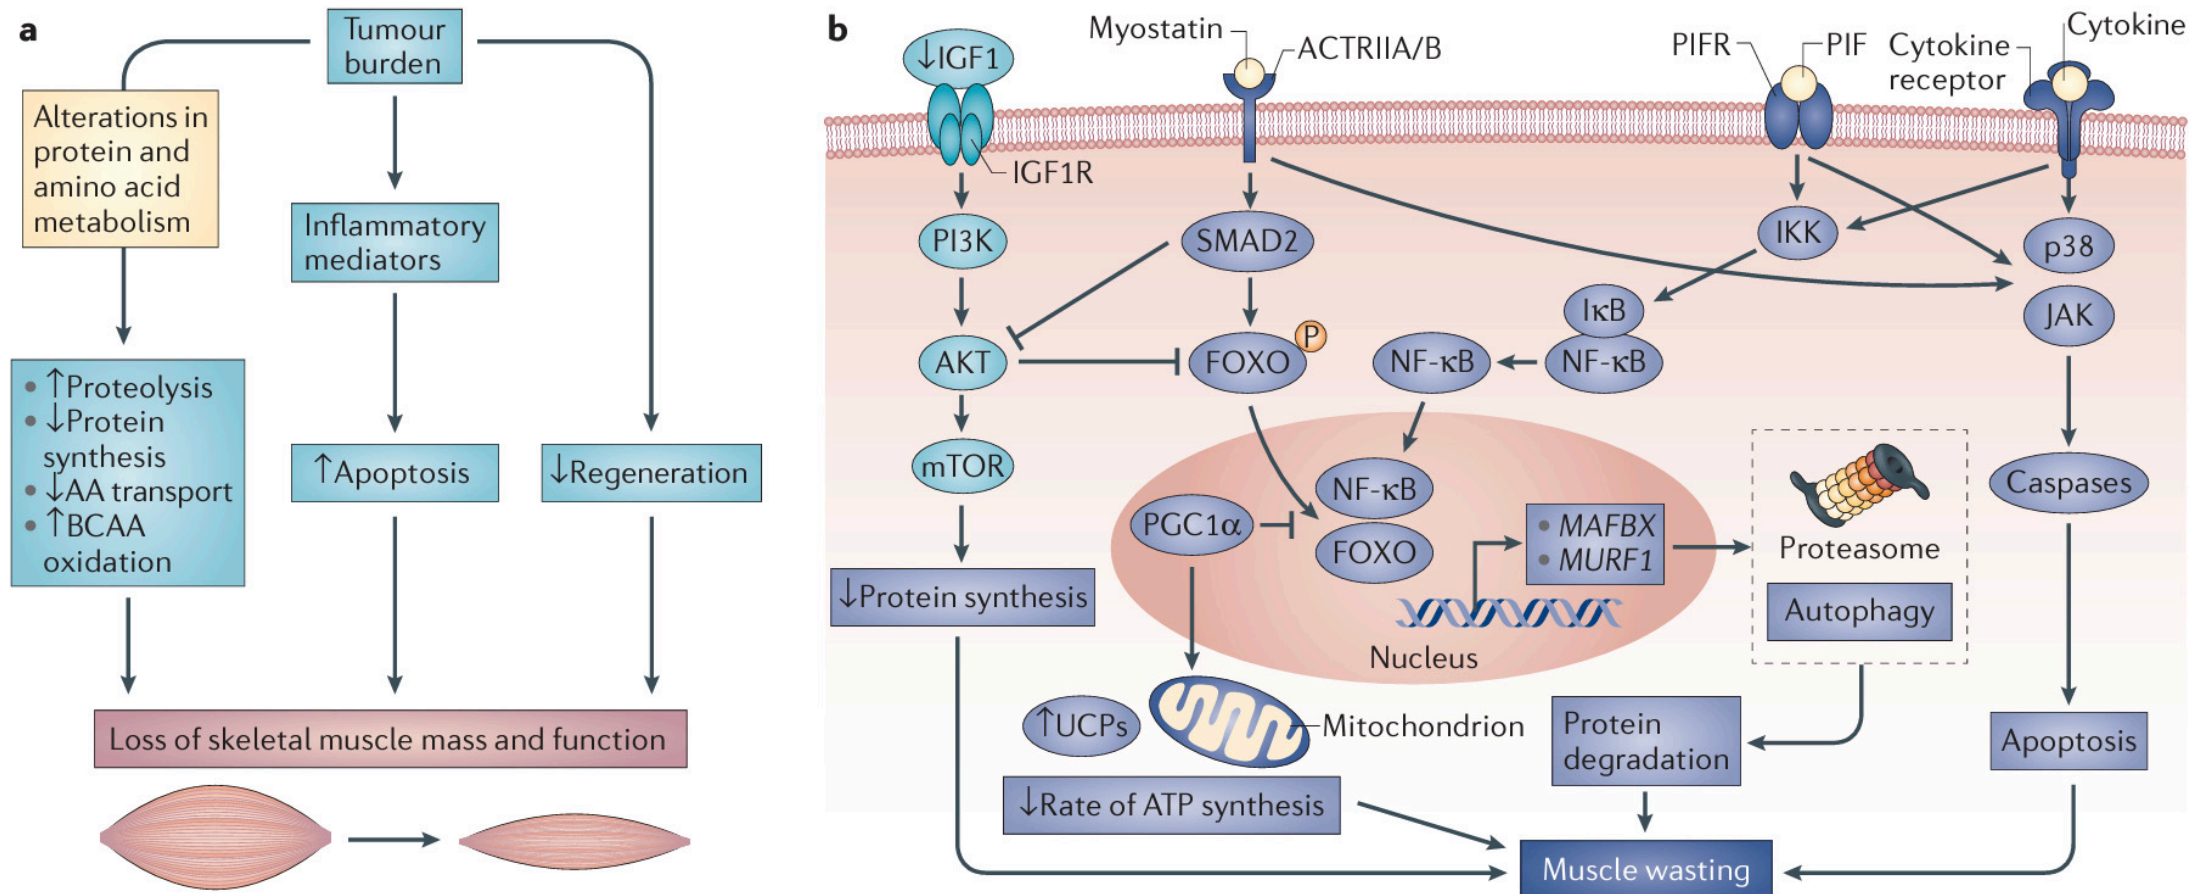 a
Tumour
burden
Alterations in
protein and
amino acid
metabolism
Inflammatory
mediators
• ↑Proteolysis
• ↓Protein
synthesis
• ↓AA transport
• ↑BCAA
oxidation
↑Apoptosis
↓Regeneration
Loss of skeletal muscle mass and function
b
↓IGF1
IGF1R
Myostatin
ACTRIIA/B
PIFR
PIF
Cytokine
receptor
Cytokine
PI3K
SMAD2
IKK
p38
JAK
IκB
NF-κB
NF-κB
AKT
FOXO
P
mTOR
NF-κB
FOXO
PGC1α
• MAFBX
• MURF1
Nucleus
Proteasome
Autophagy
Caspases
↓Protein synthesis
↑UCPs
Mitochondrion
↓Rate of ATP synthesis
Protein
degradation
Apoptosis
Muscle wasting